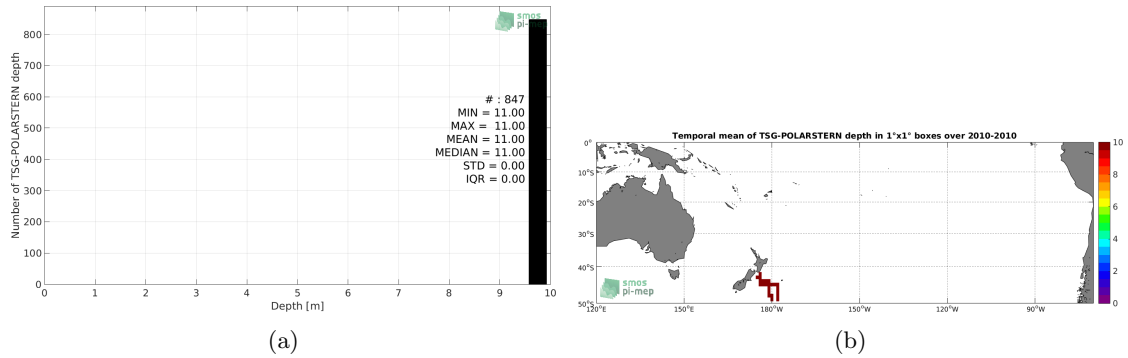 smos
pi-mep
Number of TSG-POLARSTERN depth
800
700
600
500
400
300
200
100
0
# : 847
MIN = 11.00
MAX = 11.00
MEAN = 11.00
MEDIAN = 11.00
STD = 0.00
IQR = 0.00
0 1 2 3 4 5 6 7 8 9 10
Depth [m]
(a)
Temporal mean of TSG-POLARSTERN depth in 1°x1° boxes over 2010-2010
0°
10°S
20°S
30°S
40°S
50°S
120°E 150°E 180°W 150°W 120°W 90°W
10
8
6
4
2
0
smos
pi-mep
(b)